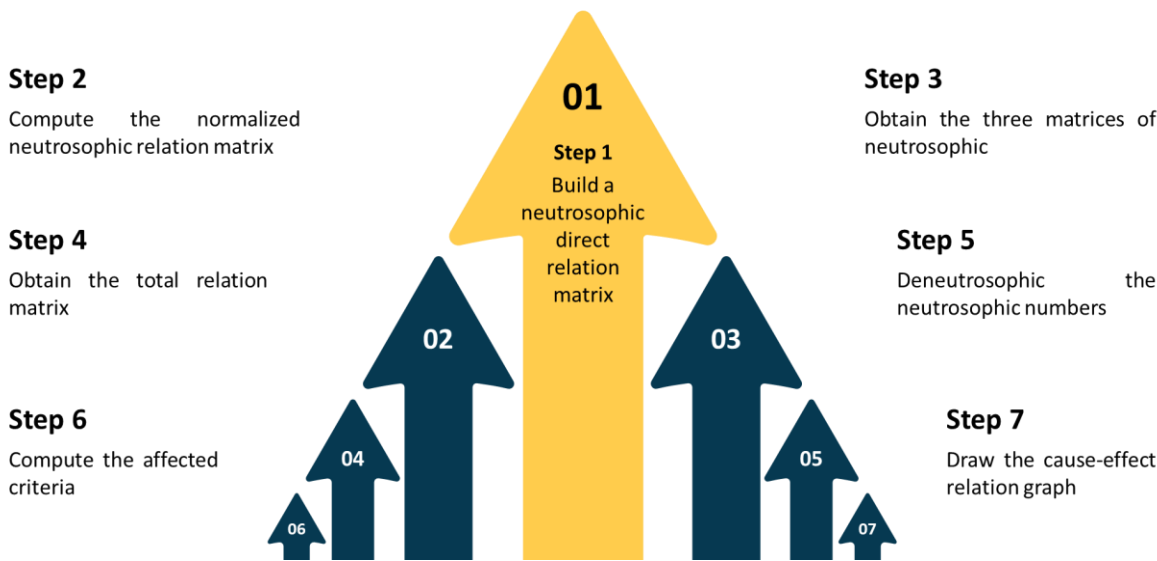 01
Step 1
Build a
neutrosophic
direct
relation
matrix
Step 2
Compute the normalized
neutrosophic relation matrix
Step 3
Obtain the three matrices of
neutrosophic
Step 4
Obtain the total relation
matrix
Step 5
Deneutrosophic the
neutrosophic numbers
02
03
Step 6
Compute the affected
criteria
Step 7
Draw the cause-effect
relation graph
04
05
06
07